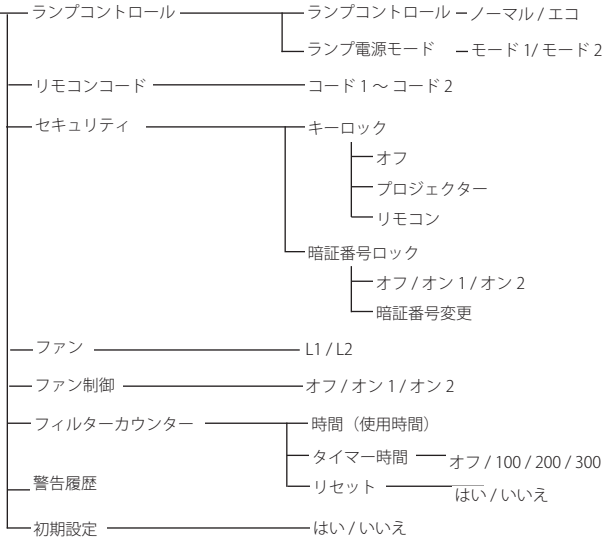 ランプコントロール ランプコントロール ノーマル / エコ
ランプ電源モード モード 1/ モード 2
リモコンコード コード 1 ～ コード 2
セキュリティ キーロック
オフ
プロジェクター
リモコン
暗証番号ロック
オフ / オン 1 / オン 2
暗証番号変更
ファン L1 / L2
ファン制御 オフ / オン 1 / オン 2
フィルターカウンター 時間（使用時間）
タイマー時間 オフ / 100 / 200 / 300
警告履歴 リセット はい / いいえ
初期設定 はい / いいえ